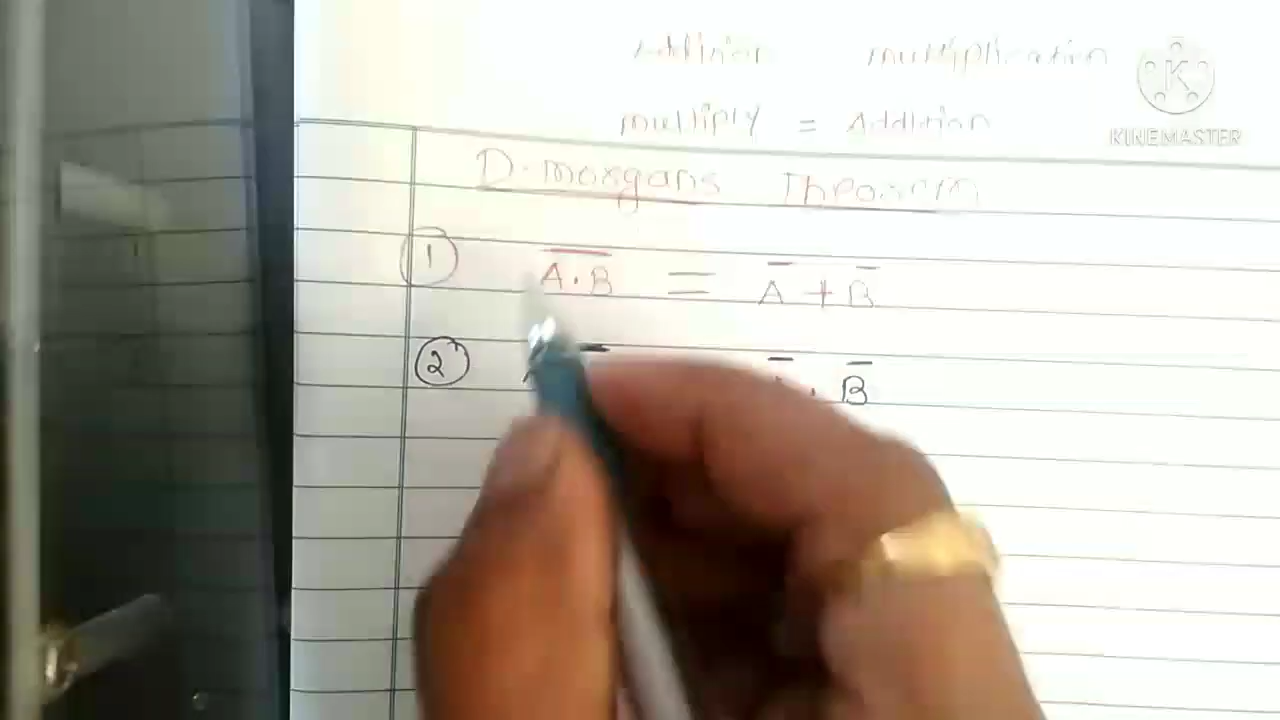 Addition multiplication
multiply = Addition
KINEMASTER
D-morgans Theorem
1 A̅.̅B̅ = A̅ + B̅
2 . B̅